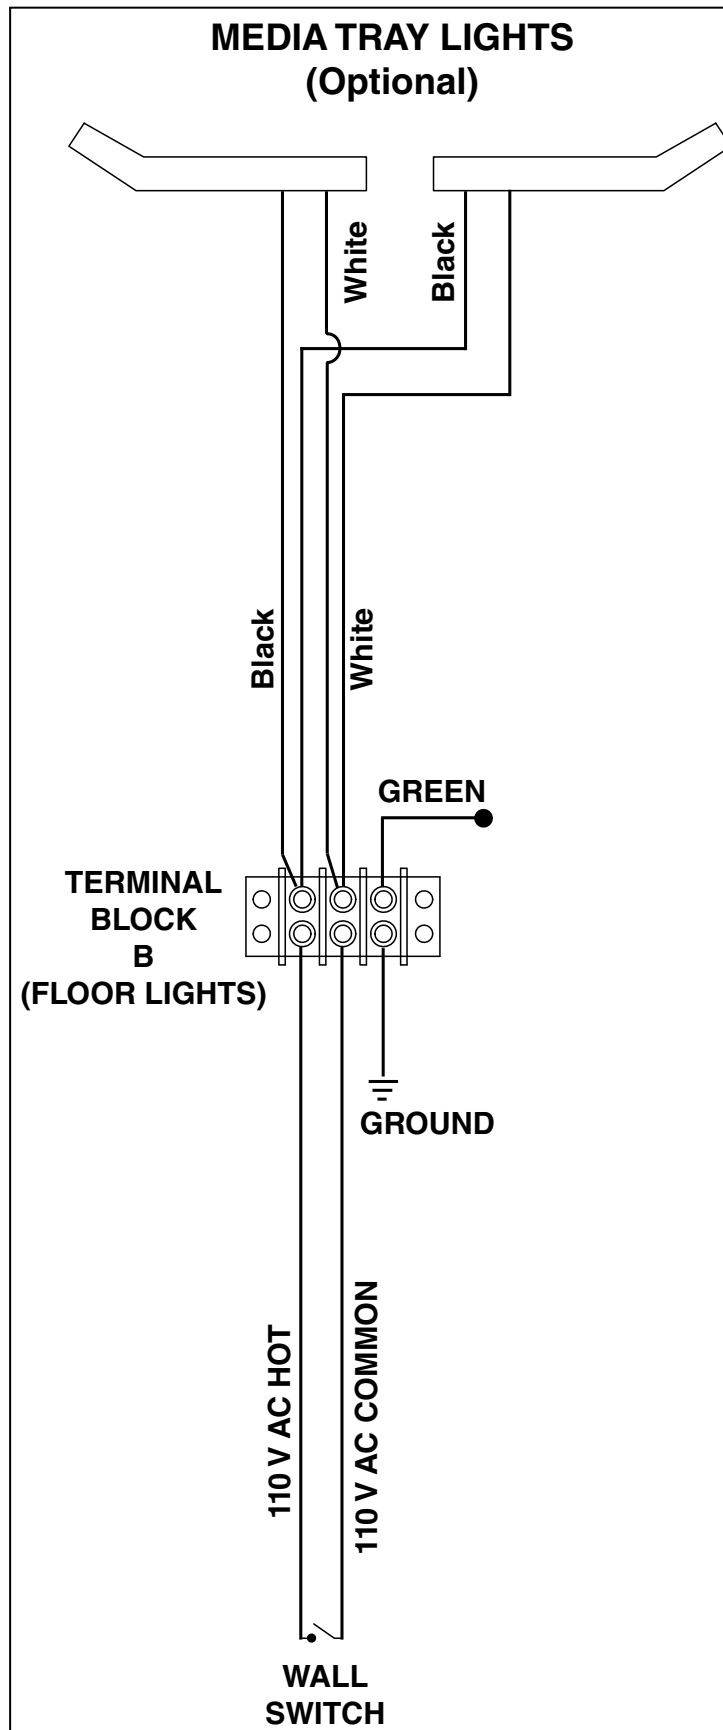 MEDIA TRAY LIGHTS
(Optional)
White
Black
Black
White
GREEN
TERMINAL
BLOCK
B
(FLOOR LIGHTS)
GROUND
110 V AC HOT
110 V AC COMMON
WALL
SWITCH